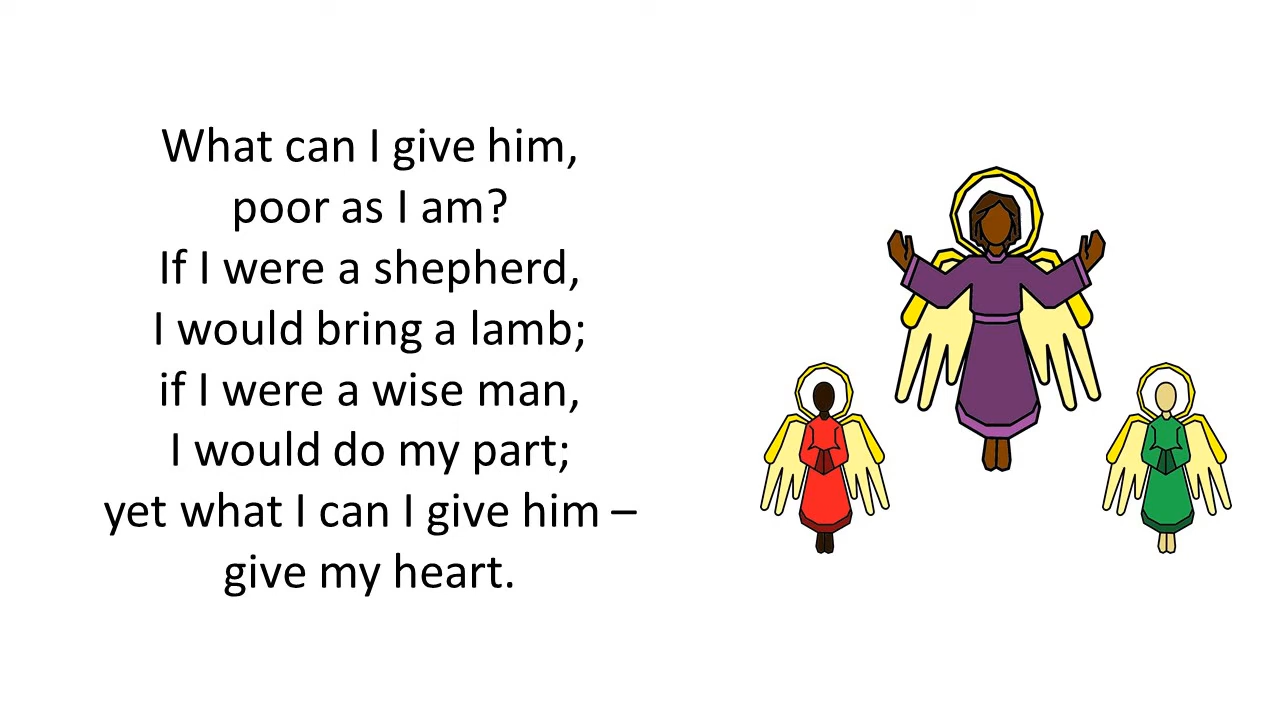 What can I give him,
poor as I am?
If I were a shepherd,
I would bring a lamb;
if I were a wise man,
I would do my part;
yet what I can I give him –
give my heart.